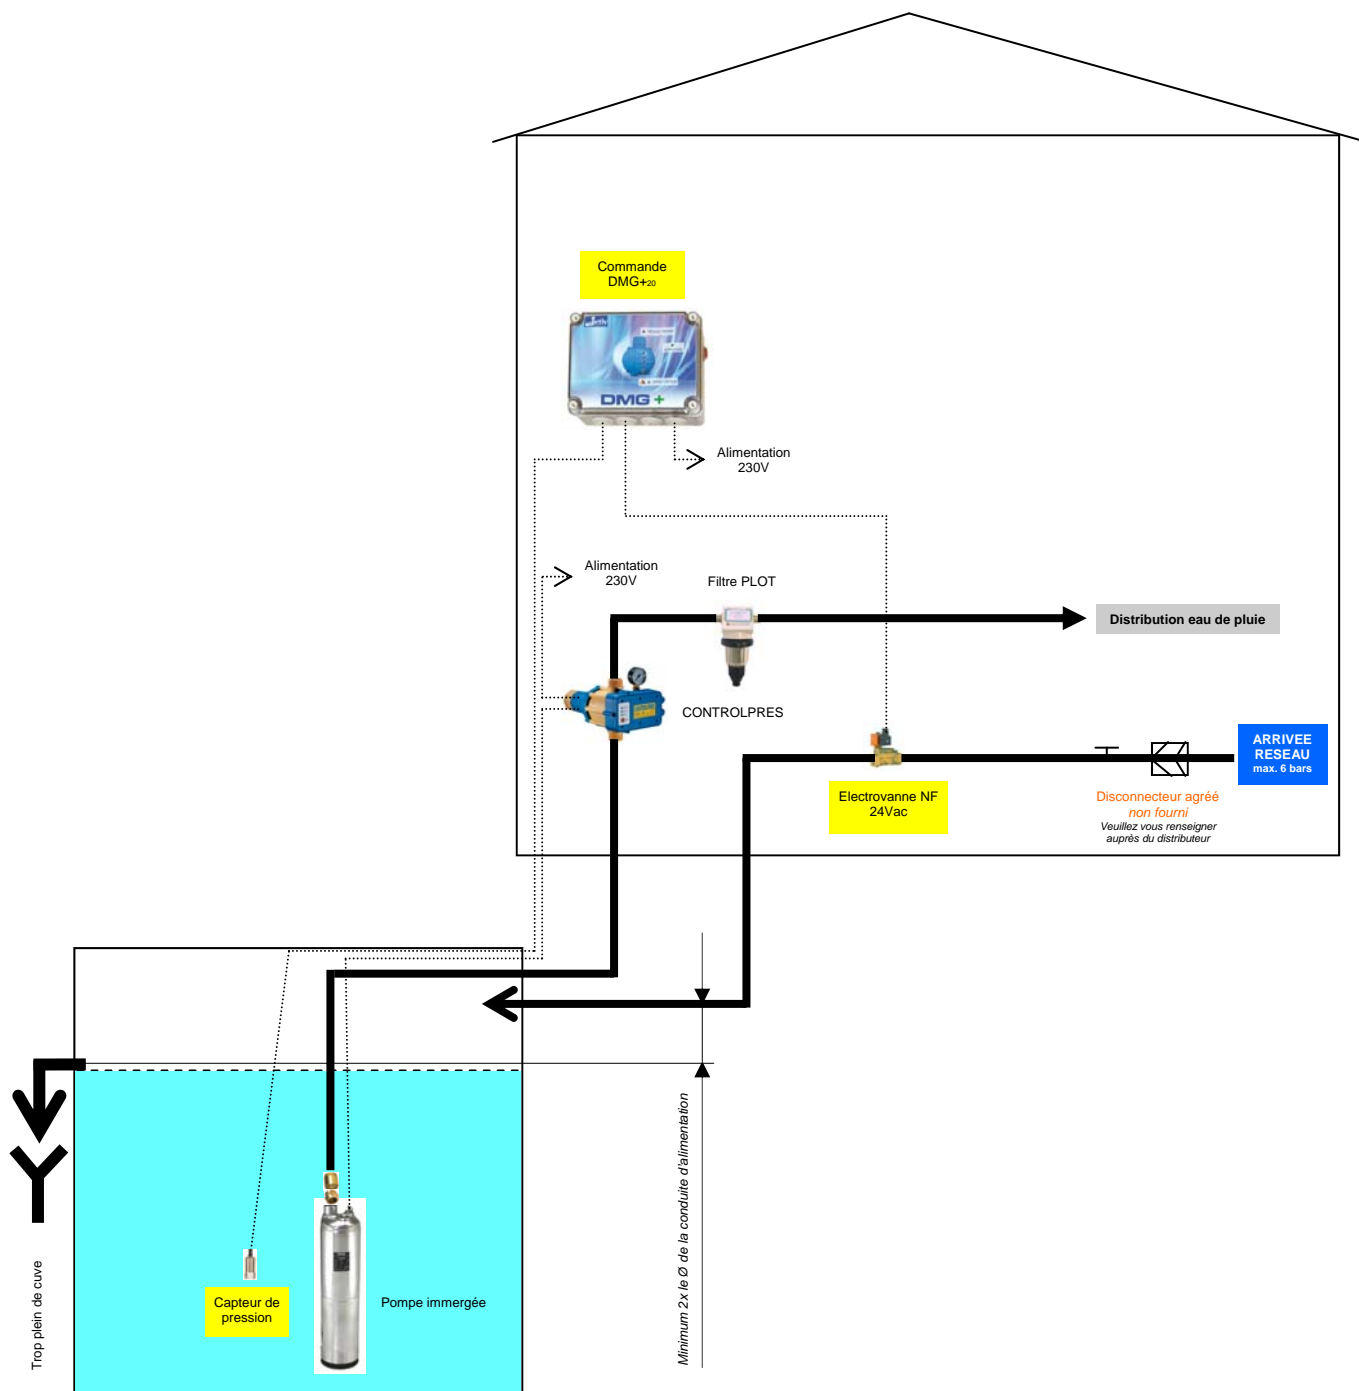 Commande
DMG+20
DMG +
Alimentation
230V
Alimentation
230V
Filtre PLOT
Distribution eau de pluie
CONTROLPRES
ARRIVEE
RESEAU
max. 6 bars
Electrovanne NF
24Vac
Disconnecteur agréé
non fourni
Veuillez vous renseigner
auprès du distributeur
Minimum 2x le Ø de la conduite d'alimentation
Trop plein de cuve
Capteur de
pression
Pompe immergée